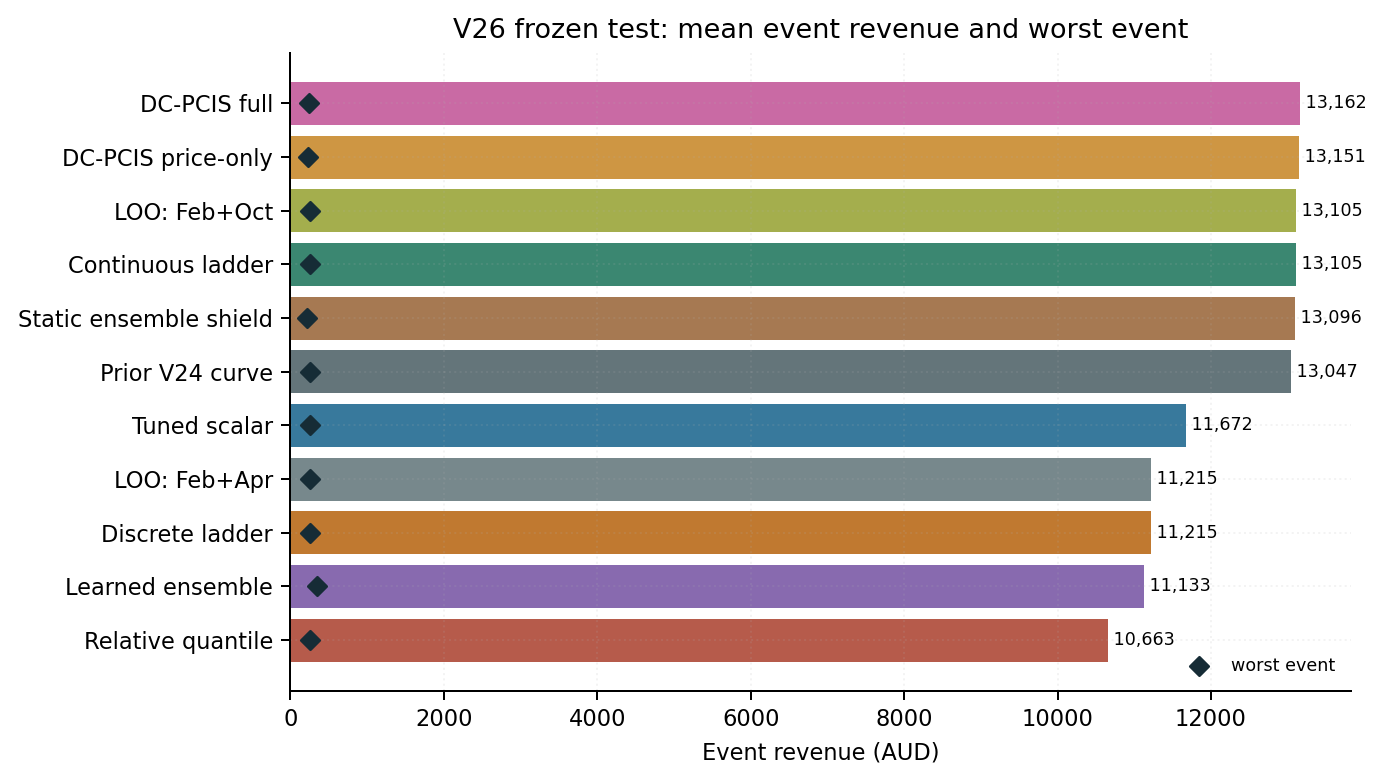 V26 frozen test: mean event revenue and worst event
DC-PCIS full 13,162
DC-PCIS price-only 13,151
LOO: Feb+Oct 13,105
Continuous ladder 13,105
Static ensemble shield 13,096
Prior V24 curve 13,047
Tuned scalar 11,672
LOO: Feb+Apr 11,215
Discrete ladder 11,215
Learned ensemble 11,133
Relative quantile 10,663
worst event
0 2000 4000 6000 8000 10000 12000
Event revenue (AUD)